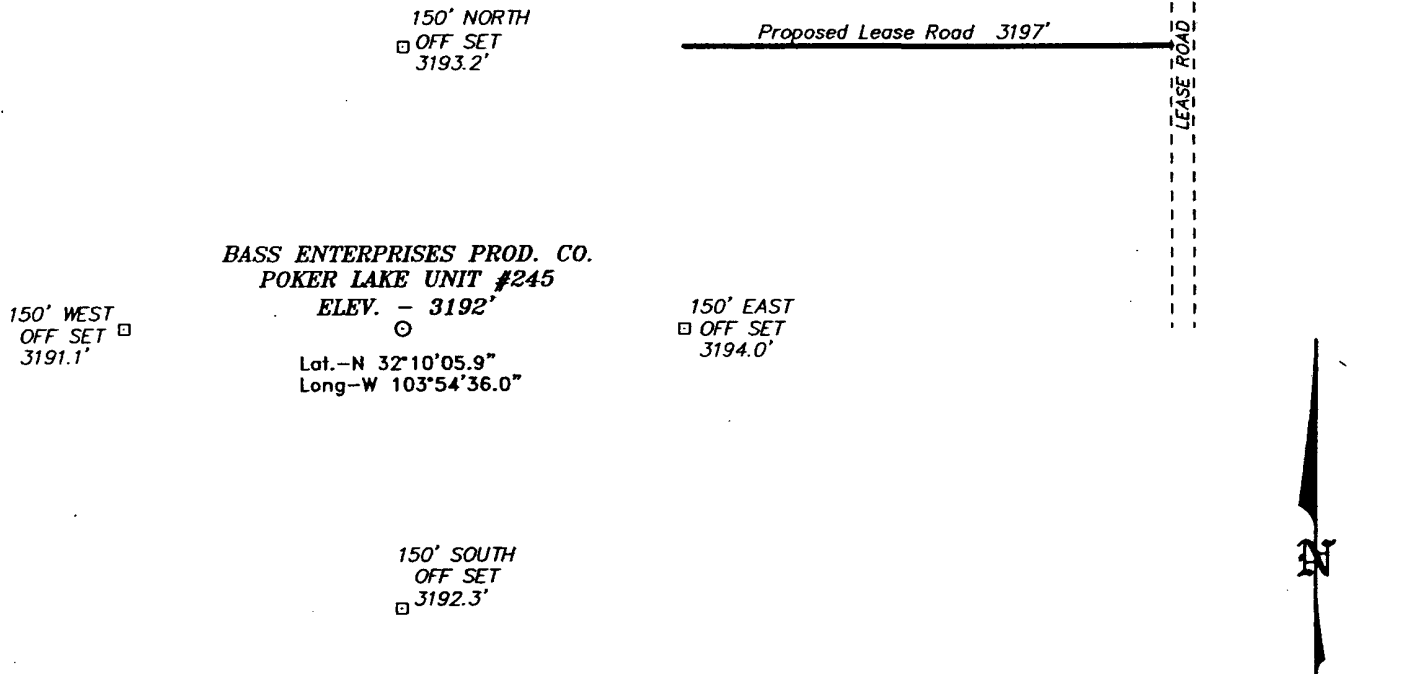 150' NORTH
OFF SET
3193.2'
Proposed Lease Road 3197'
LEASE ROAD
BASS ENTERPRISES PROD. CO.
POKER LAKE UNIT #245
ELEV. - 3192'
150' WEST
OFF SET
3191.1'
150' EAST
OFF SET
3194.0'
Lat.-N 32°10'05.9"
Long-W 103°54'36.0"
150' SOUTH
OFF SET
3192.3'
N